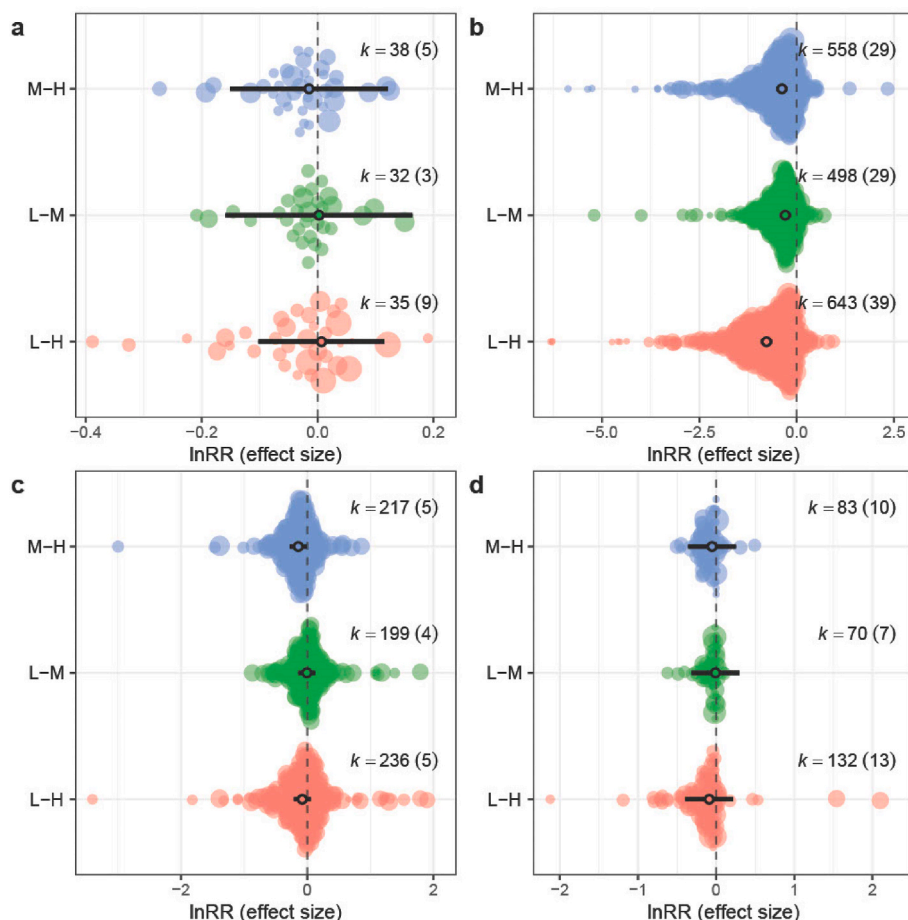 a
k = 38 (5)
M−H
k = 32 (3)
L−M
k = 35 (9)
L−H
−0.4 −0.2 0.0 0.2
lnRR (effect size)
b
k = 558 (29)
M−H
k = 498 (29)
L−M
k = 643 (39)
L−H
−5.0 −2.5 0.0 2.5
lnRR (effect size)
c
k = 217 (5)
M−H
k = 199 (4)
L−M
k = 236 (5)
L−H
−2 0 2
lnRR (effect size)
d
k = 83 (10)
M−H
k = 70 (7)
L−M
k = 132 (13)
L−H
−2 −1 0 1 2
lnRR (effect size)